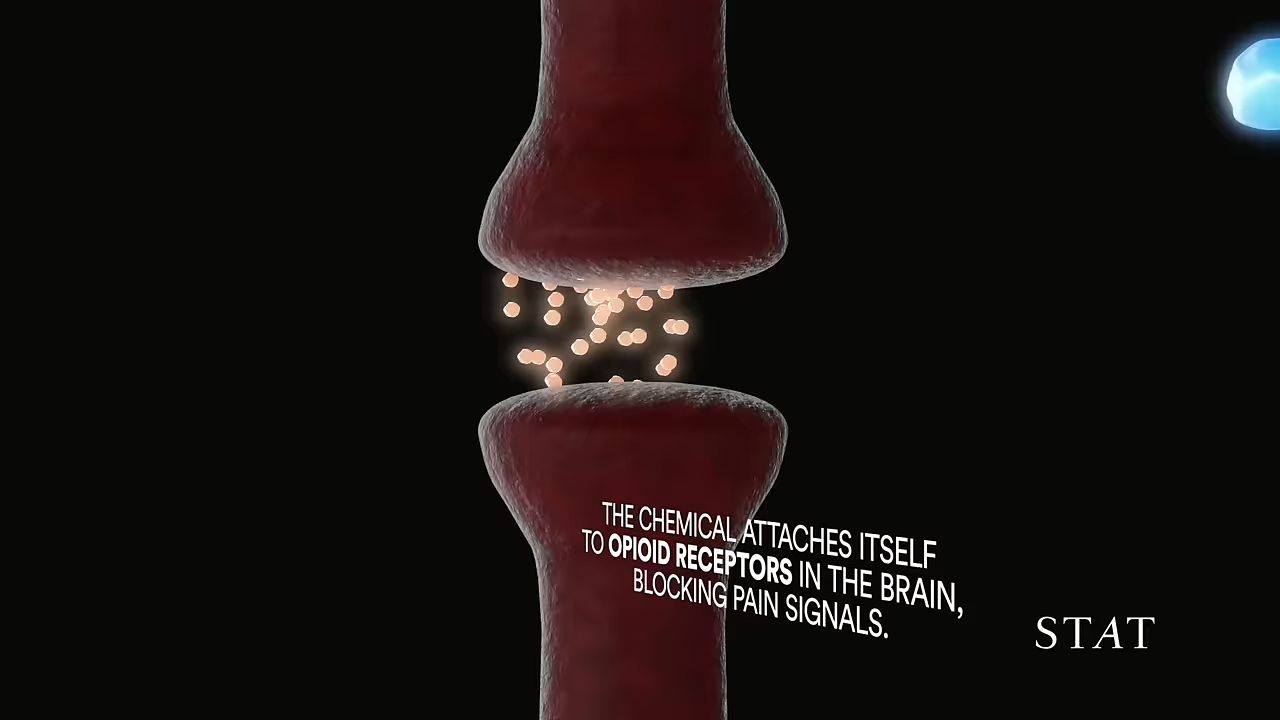 THE CHEMICAL ATTACHES ITSELF
TO OPIOID RECEPTORS IN THE BRAIN,
BLOCKING PAIN SIGNALS.
STAT